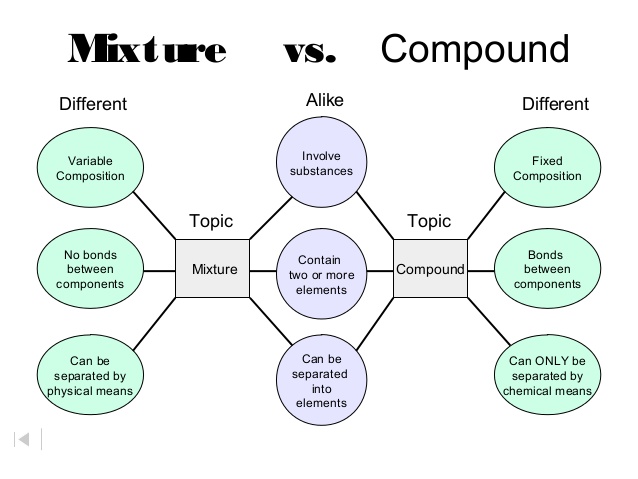 Mixture vs. Compound
Different
Alike
Different
Variable
Composition
Involve
substances
Fixed
Composition
Topic
Topic
No bonds
between
components
Mixture
Contain
two or more
elements
Compound
Bonds
between
components
Can be
separated by
physical means
Can be
separated
into
elements
Can ONLY be
separated by
chemical means